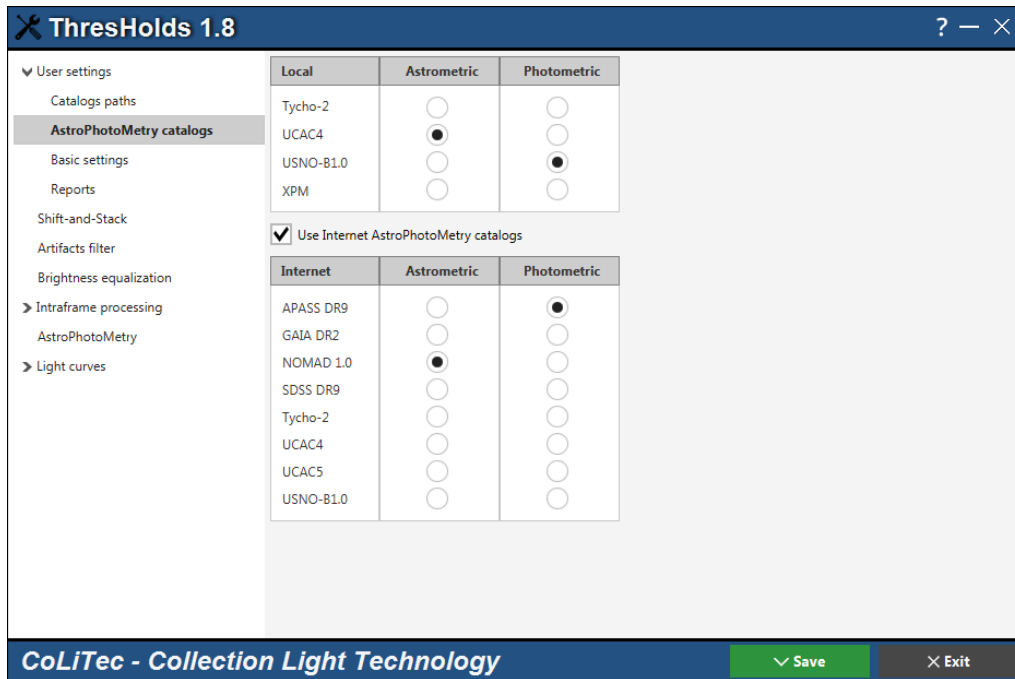 ThresHolds 1.8
? — ×
User settings
Catalogs paths
AstroPhotoMetry catalogs
Basic settings
Reports
Shift-and-Stack
Artifacts filter
Brightness equalization
Intraframe processing
AstroPhotoMetry
Light curves
Local Astrometric Photometric
Tycho-2
UCAC4
USNO-B1.0
XPM
Use Internet AstroPhotoMetry catalogs
Internet Astrometric Photometric
APASS DR9
GAIA DR2
NOMAD 1.0
SDSS DR9
Tycho-2
UCAC4
UCAC5
USNO-B1.0
CoLiTec - Collection Light Technology
Save
Exit